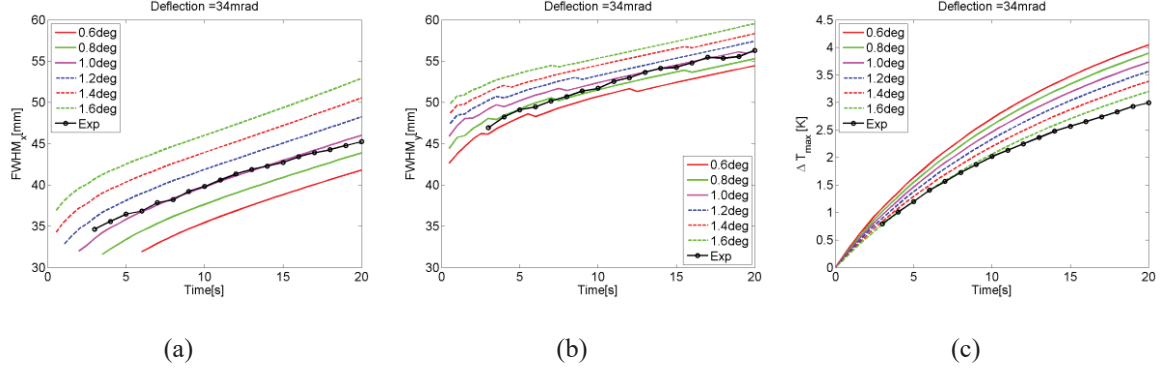 Deflection =34mrad
60
55
50
45
40
35
30
FWHMx[mm]
0.6deg
0.8deg
1.0deg
1.2deg
1.4deg
1.6deg
Exp
0 5 10 15 20
Time[s]
(a)
Deflection =34mrad
60
55
50
45
40
35
30
FWHMy[mm]
0.6deg
0.8deg
1.0deg
1.2deg
1.4deg
1.6deg
Exp
0 5 10 15 20
Time[s]
(b)
Deflection =34mrad
4.5
4
3.5
3
2.5
2
1.5
1
0.5
0
Δ Tmax [K]
0.6deg
0.8deg
1.0deg
1.2deg
1.4deg
1.6deg
Exp
0 5 10 15 20
Time[s]
(c)